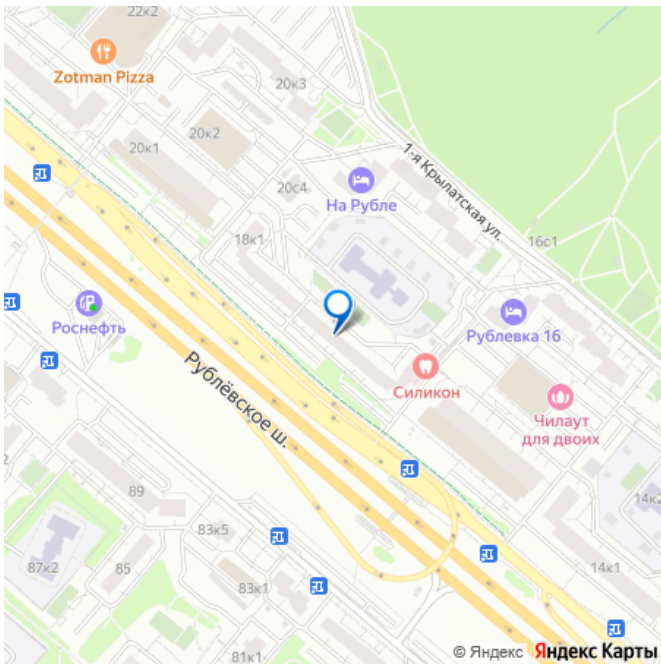 22к2
Zotman Pizza
20к3
20к2
20к1
1-я Крылатская ул.
На Рубле
20с4
18к1
16с1
Роснефть
Рублевка 16
Рублёвское ш.
Силикон
Чилаут
для двоих
89
14к2
83к5
87к2
85
83к1
14к1
81к1
© Яндекс Яндекс Карты